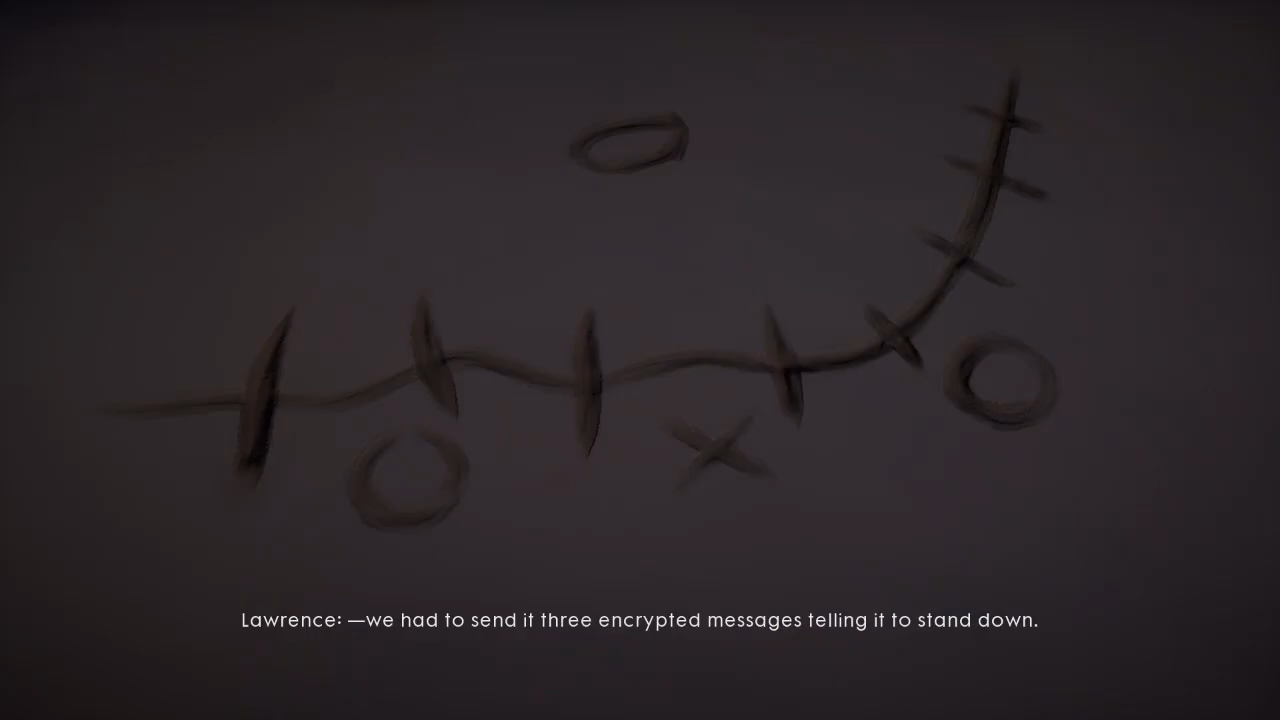 Lawrence: —we had to send it three encrypted messages telling it to stand down.